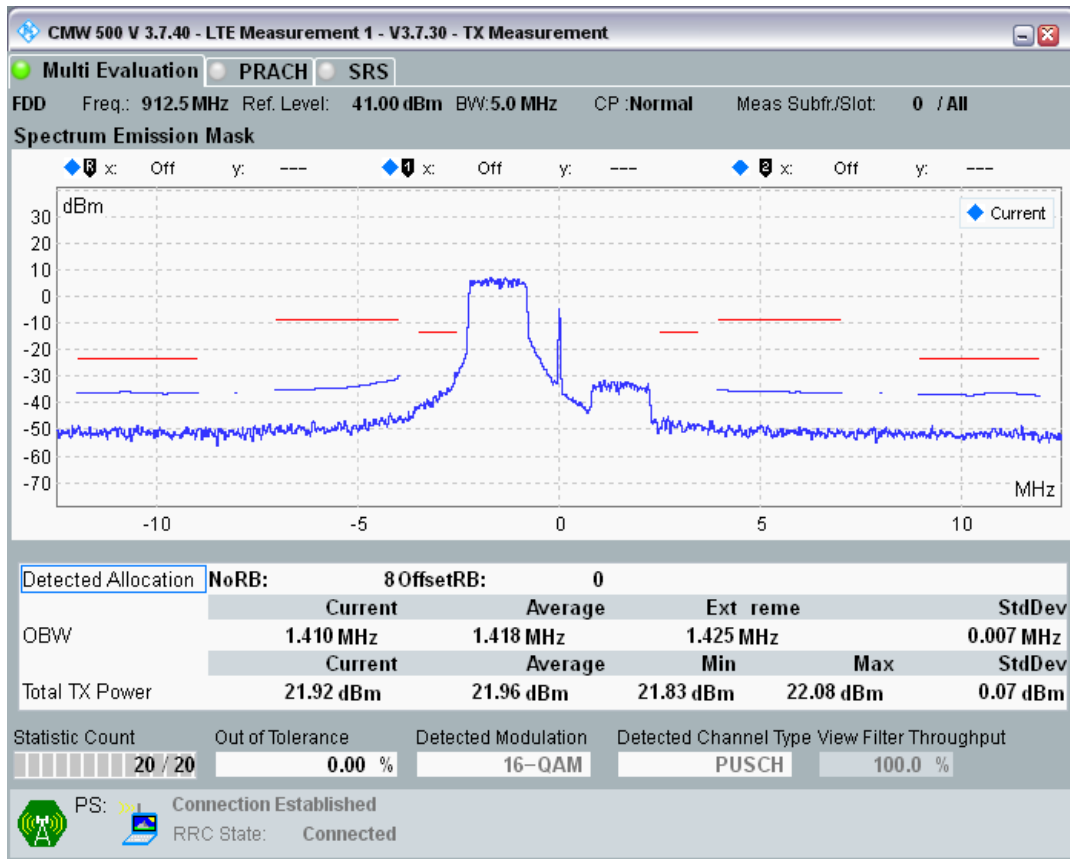 CMW 500 V 3.7.40 - LTE Measurement 1 - V3.7.30 - TX Measurement
Multi Evaluation PRACH SRS
FDD Freq.: 912.5 MHz Ref. Level: 41.00 dBm BW:5.0 MHz CP :Normal Meas Subfr./Slot: 0 / All
Spectrum Emission Mask
R x: Off y: --- 1 x: Off y: --- 2 x: Off y: ---
dBm
Current
30
20
10
0
-10
-20
-30
-40
-50
-60
-70
MHz
-10 -5 0 5 10
Detected Allocation NoRB: 8 OffsetRB: 0
Current Average Ext reme StdDev
OBW 1.410 MHz 1.418 MHz 1.425 MHz 0.007 MHz
Current Average Min Max StdDev
Total TX Power 21.92 dBm 21.96 dBm 21.83 dBm 22.08 dBm 0.07 dBm
Statistic Count Out of Tolerance Detected Modulation Detected Channel Type View Filter Throughput
20 / 20 0.00 % 16-QAM PUSCH 100.0 %
PS: Connection Established
RRC State: Connected